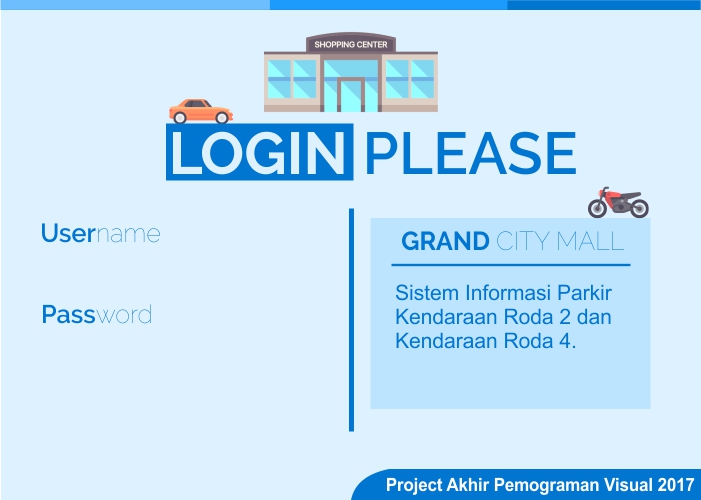 SHOPPING CENTER
LOGIN PLEASE
Username
Password
GRAND CITY MALL
Sistem Informasi Parkir
Kendaraan Roda 2 dan
Kendaraan Roda 4.
Project Akhir Pemograman Visual 2017